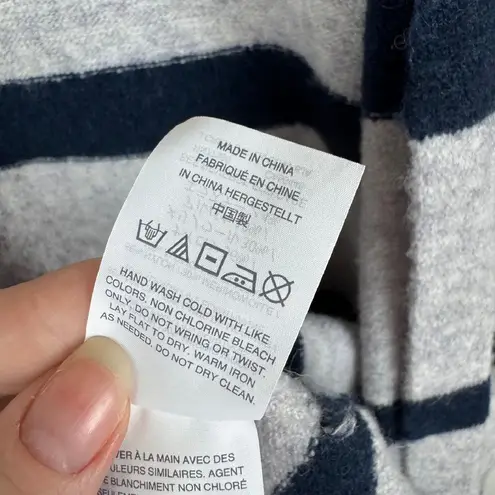 MADE IN CHINA
FABRIQUÉ EN CHINE
IN CHINA HERGESTELLT
中国製
HAND WASH COLD WITH LIKE
COLORS. NON CHLORINE BLEACH
ONLY. DO NOT WRING OR TWIST.
LAY FLAT TO DRY. WARM IRON
AS NEEDED. DO NOT DRY CLEAN.
À LA MAIN AVEC DES
SIMILAIRES. AGENT
BLANCHIMENT NON CHLORÉ